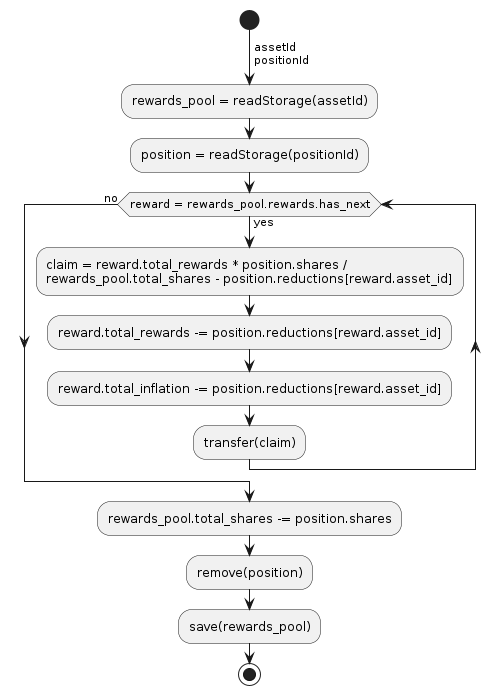 assetId
positionId
rewards_pool = readStorage(assetId)
position = readStorage(positionId)
no
reward = rewards_pool.rewards.has_next
yes
claim = reward.total_rewards * position.shares /
rewards_pool.total_shares - position.reductions[reward.asset_id]
reward.total_rewards -= position.reductions[reward.asset_id]
reward.total_inflation -= position.reductions[reward.asset_id]
transfer(claim)
rewards_pool.total_shares -= position.shares
remove(position)
save(rewards_pool)